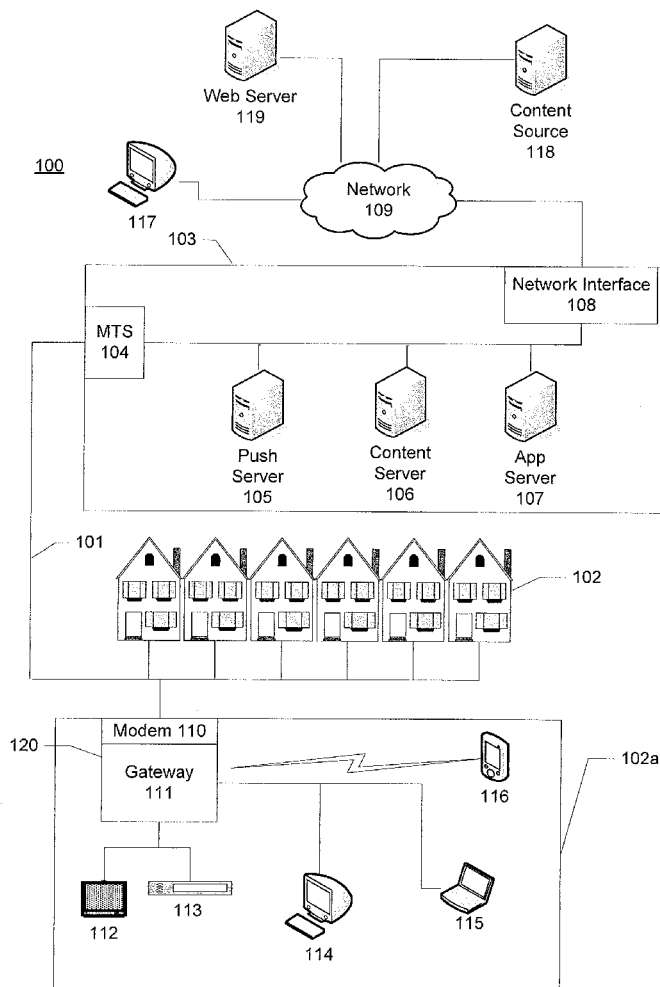 Web Server
119
Content
Source
118
100
117
Network
109
103
Network Interface
108
MTS
104
Push
Server
105
Content
Server
106
App
Server
107
101
102
Modem 110
120
Gateway
111
102a
116
112
113
114
115